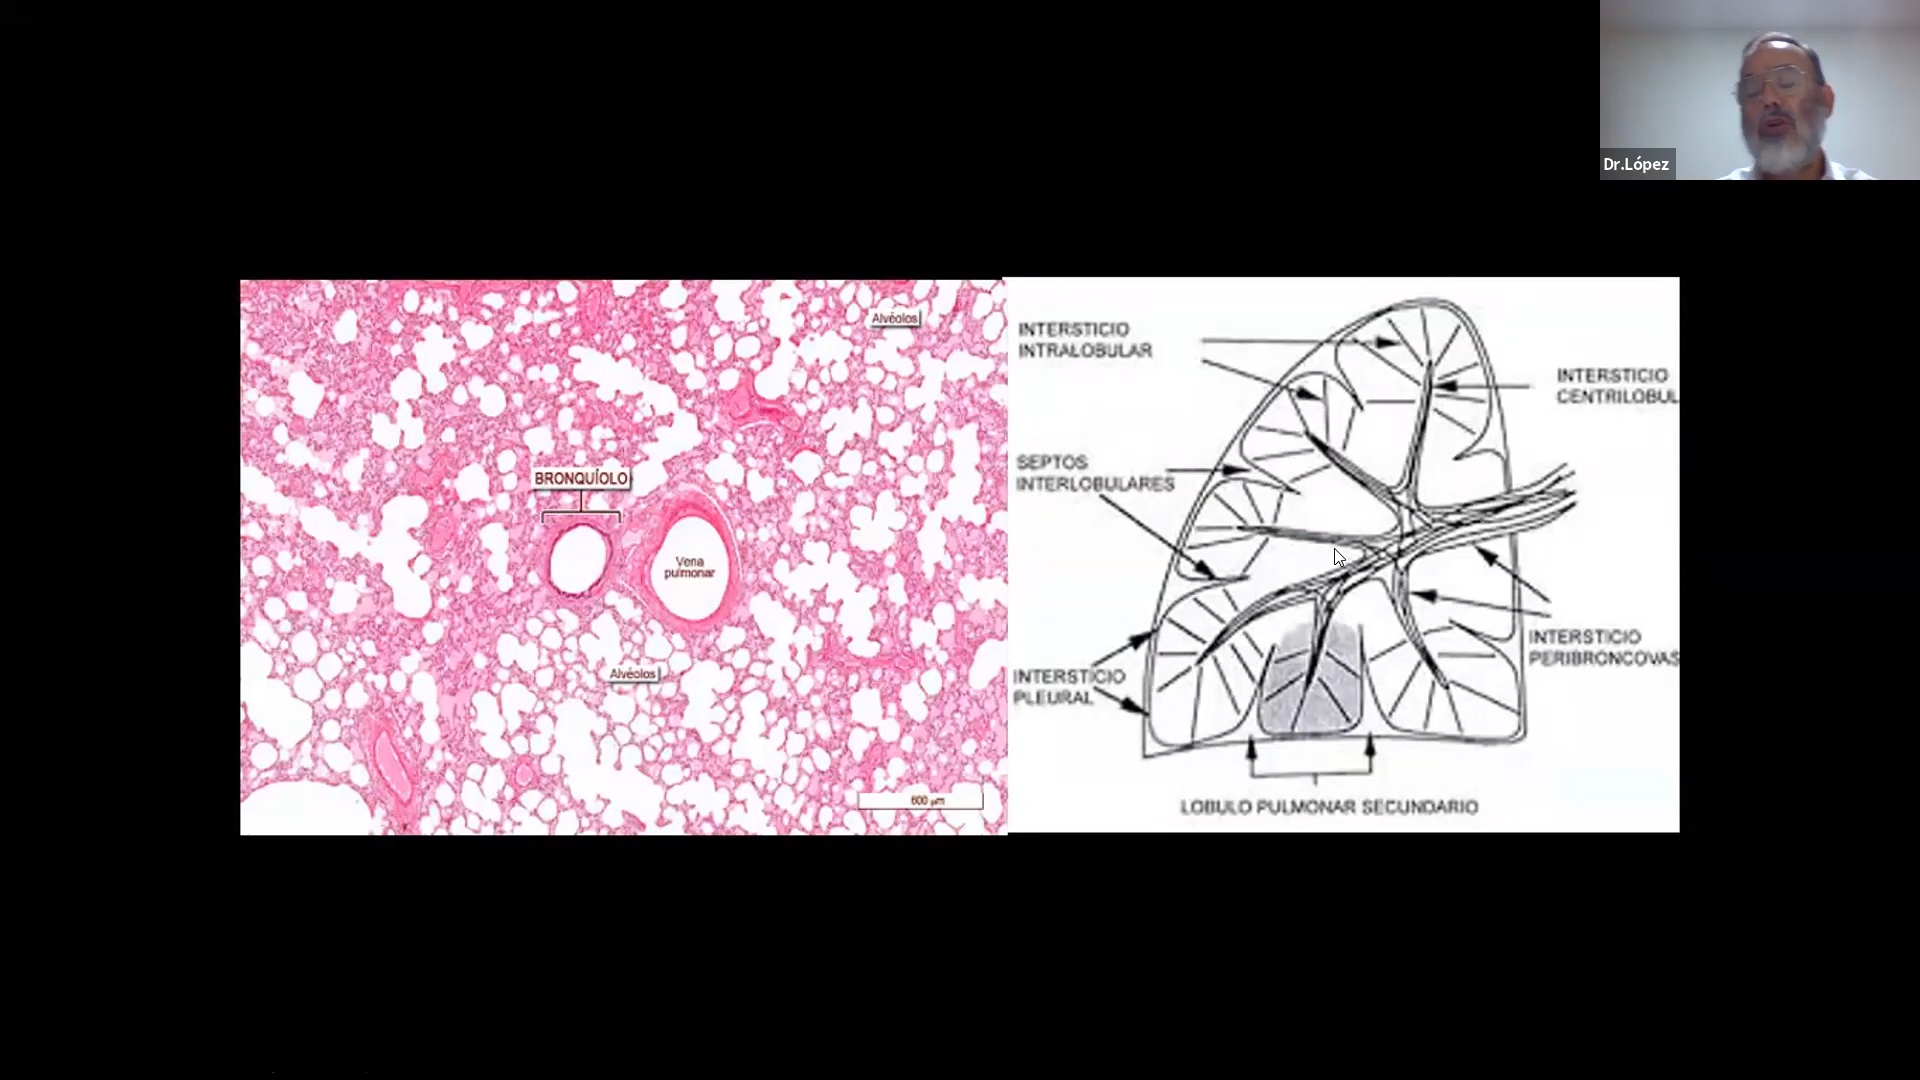 Dr.López
Alvéolos
BRONQUÍOLO
Vena
pulmonar
Alvéolos
600 µm
INTERSTICIO
INTRALOBULAR
INTERSTICIO
CENTRILOBUL
SEPTOS
INTERLOBULARES
INTERSTICIO
PERIBRONCOVAS
INTERSTICIO
PLEURAL
LOBULO PULMONAR SECUNDARIO